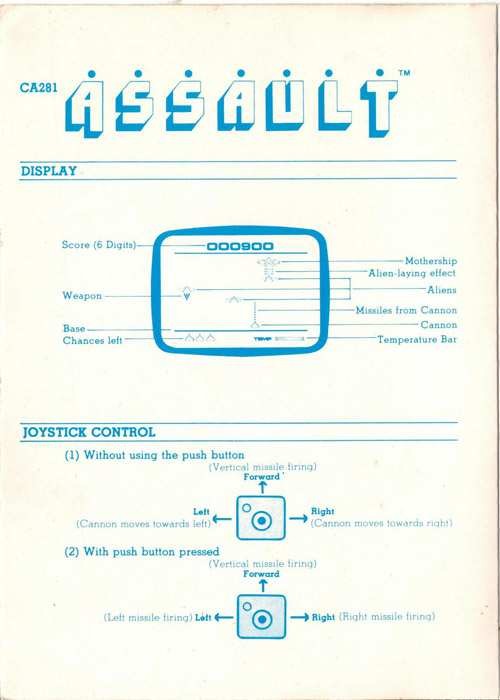 CA281 ASSAULT™
DISPLAY
Score (6 Digits)
000900
Mothership
Alien-laying effect
Aliens
Weapon
Missiles from Cannon
Cannon
Base
Chances left
TEMP
Temperature Bar
JOYSTICK CONTROL
(1) Without using the push button
(Vertical missile firing)
Forward
Left
(Cannon moves towards left)
Right
(Cannon moves towards right)
(2) With push button pressed
(Vertical missile firing)
Forward
(Left missile firing) Left
Right (Right missile firing)